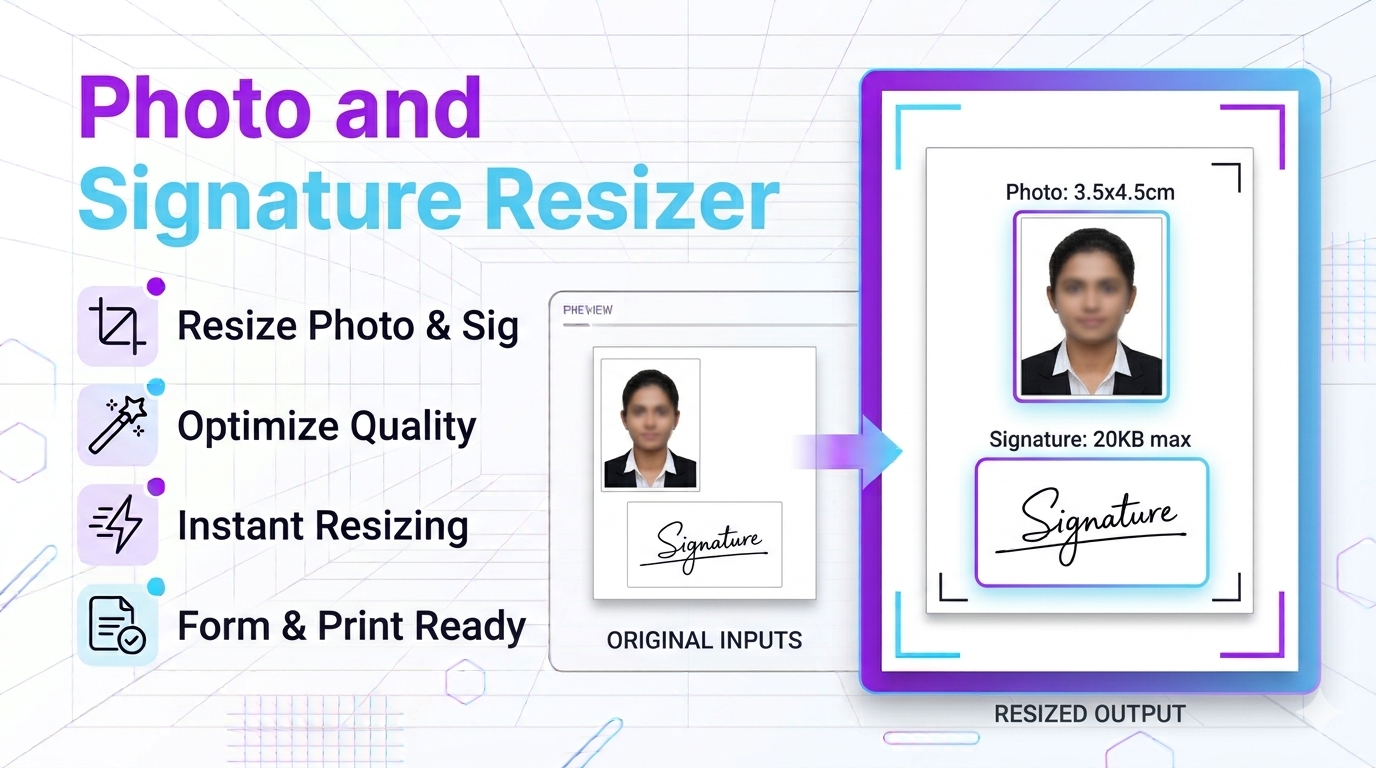 Photo and
Signature Resizer
Resize Photo & Sig
Optimize Quality
Instant Resizing
Form & Print Ready
PHEWIEW
Signature
ORIGINAL INPUTS
Photo: 3.5x4.5cm
Signature: 20KB max
Signature
RESIZED OUTPUT